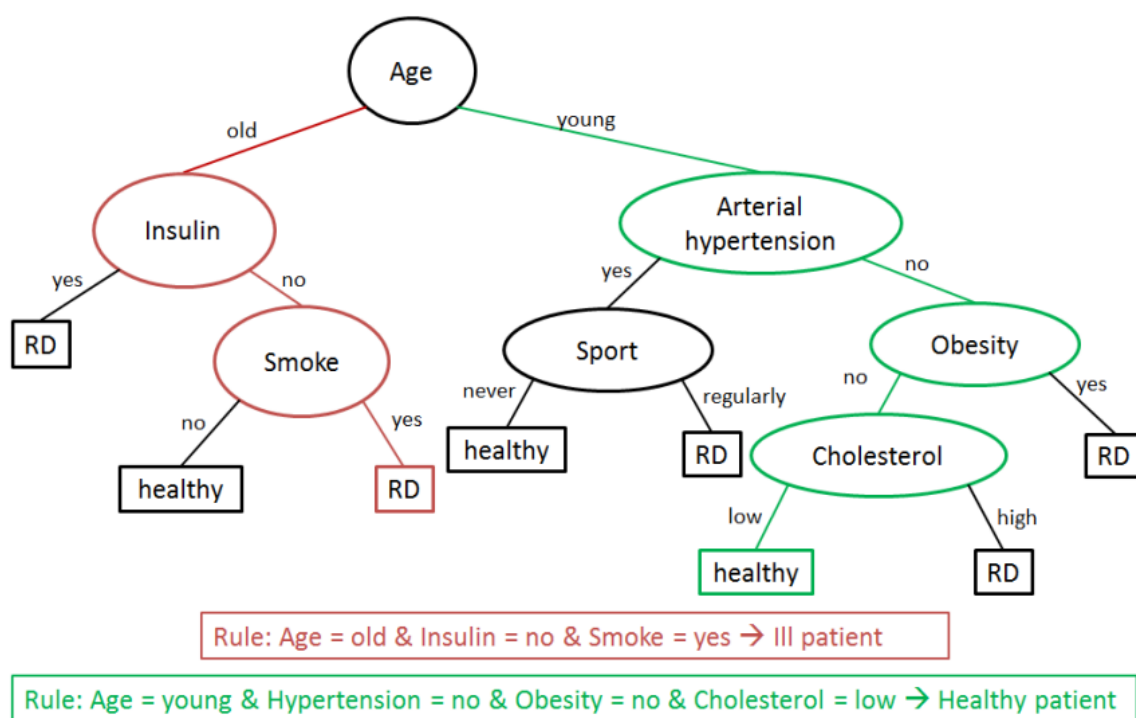 Age
old
young
Insulin
Arterial
hypertension
yes
no
yes
no
RD
Smoke
Sport
Obesity
no
yes
never
regularly
no
yes
healthy
RD
healthy
RD
Cholesterol
RD
low
high
healthy
RD
Rule: Age = old & Insulin = no & Smoke = yes → Ill patient
Rule: Age = young & Hypertension = no & Obesity = no & Cholesterol = low → Healthy patient